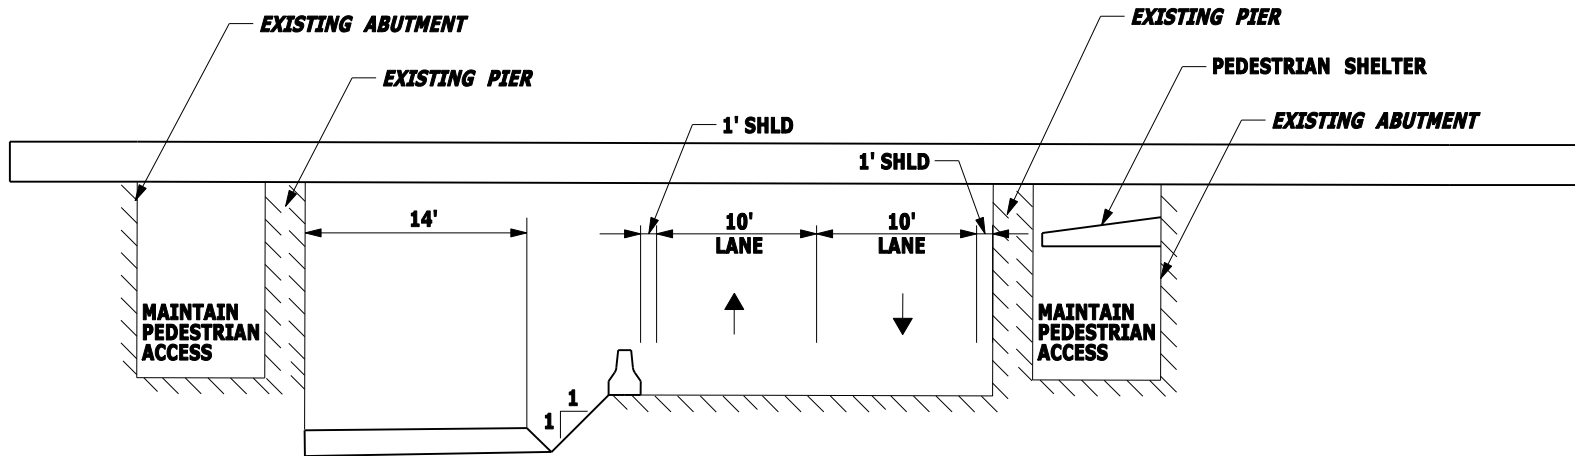 EXISTING ABUTMENT
EXISTING PIER
EXISTING PIER
PEDESTRIAN SHELTER
EXISTING ABUTMENT
1' SHLD
1' SHLD
14'
10'
LANE
10'
LANE
MAINTAIN
PEDESTRIAN
ACCESS
MAINTAIN
PEDESTRIAN
ACCESS
1
1